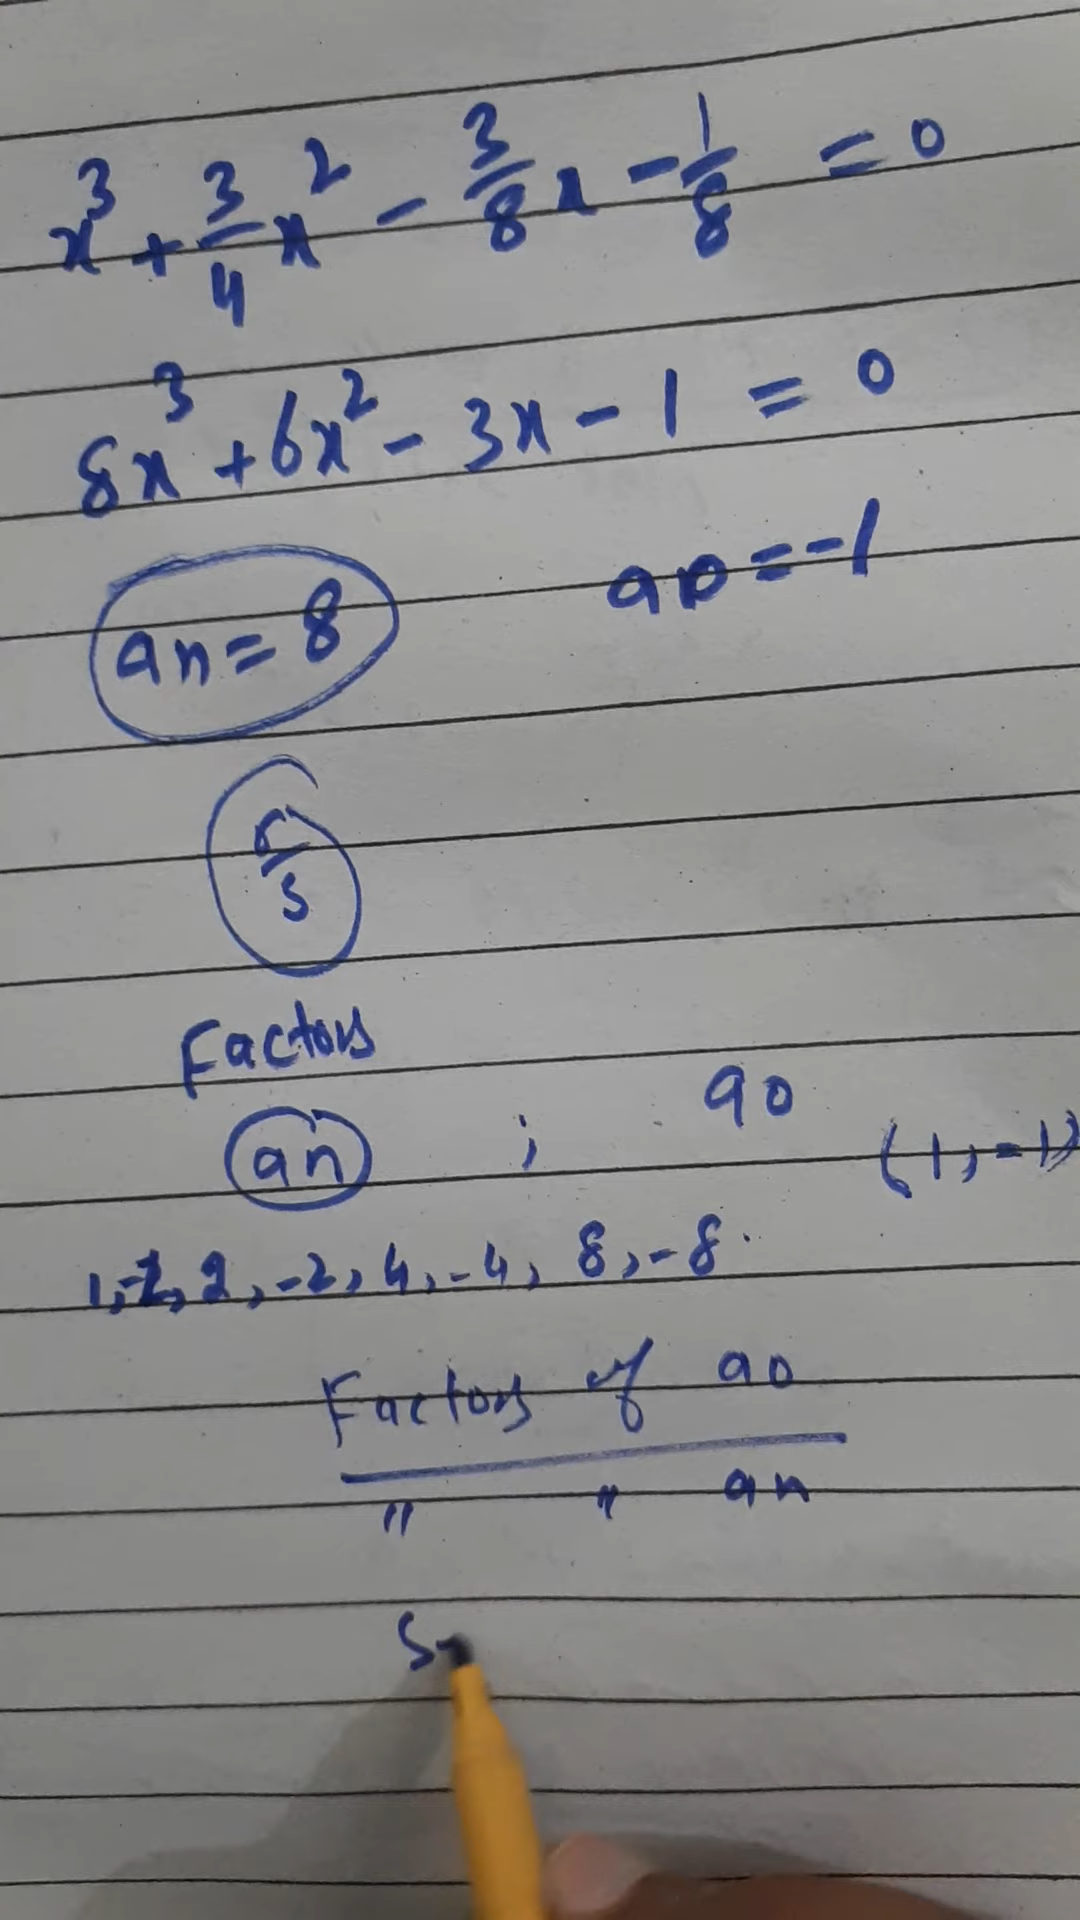 x³ + 3/4 x² - 3/8 x - 1/8 = 0
8x³ + 6x² - 3x - 1 = 0
an = 8 a0 = -1
r/s
Factors
an ; a0 (1, -1)
1, -1, 2, -2, 4, -4, 8, -8.
Factors of a0
" " an
S